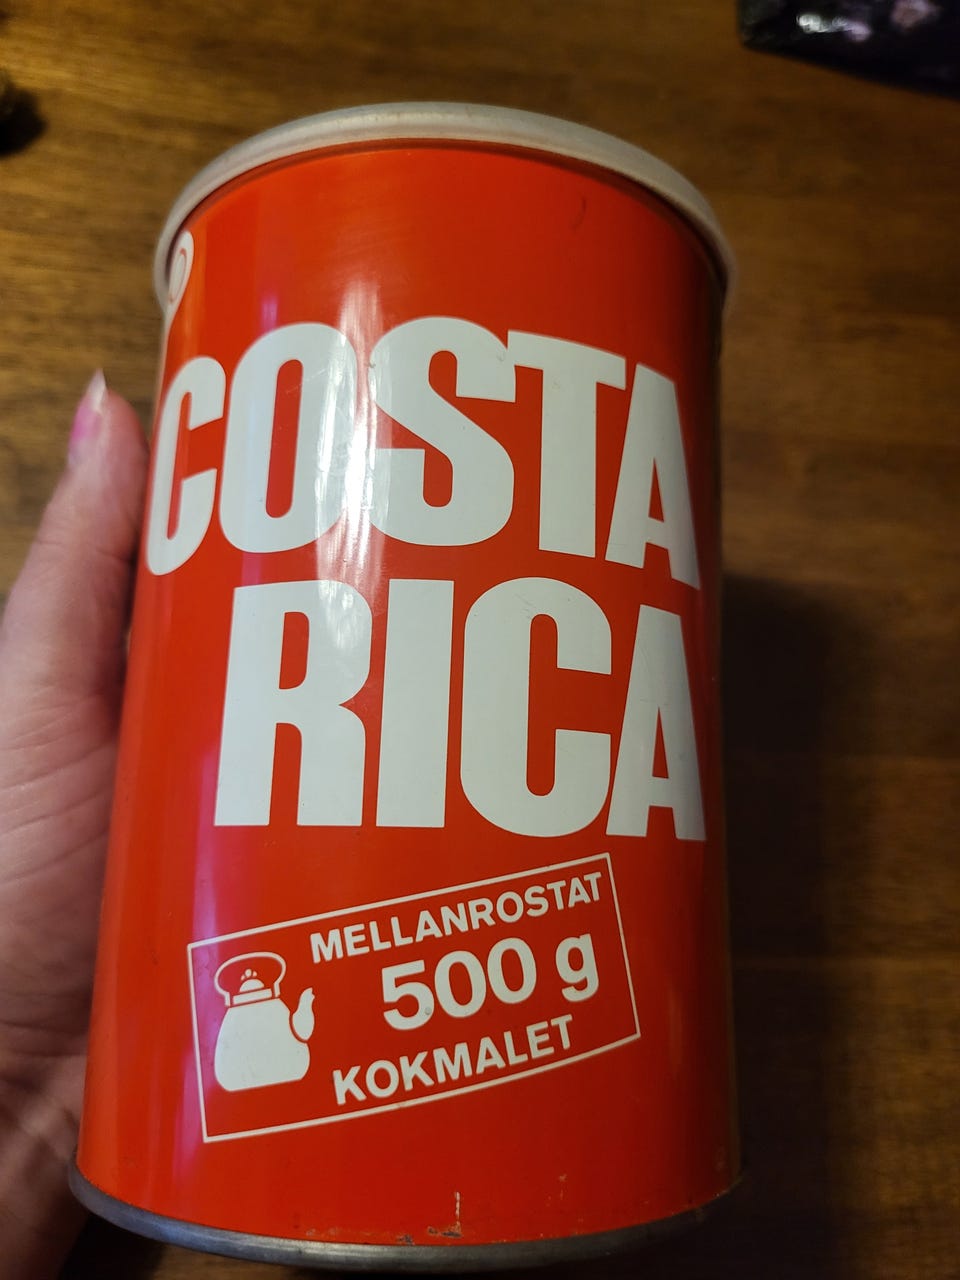 COSTA
RICA
MELLANROSTAT
500 g
KOKMALET